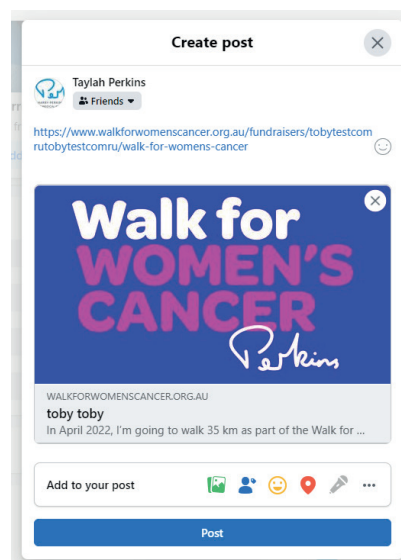 Create post
Taylah Perkins
Friends
https://www.walkforwomenscancer.org.au/fundraisers/tobytestcom
rutobytestcomru/walk-for-womens-cancer
Walk for
WOMEN'S
CANCER
Perkins
WALKFORWOMENSCANCER.ORG.AU
toby toby
In April 2022, I'm going to walk 35 km as part of the Walk for ...
Add to your post
Post